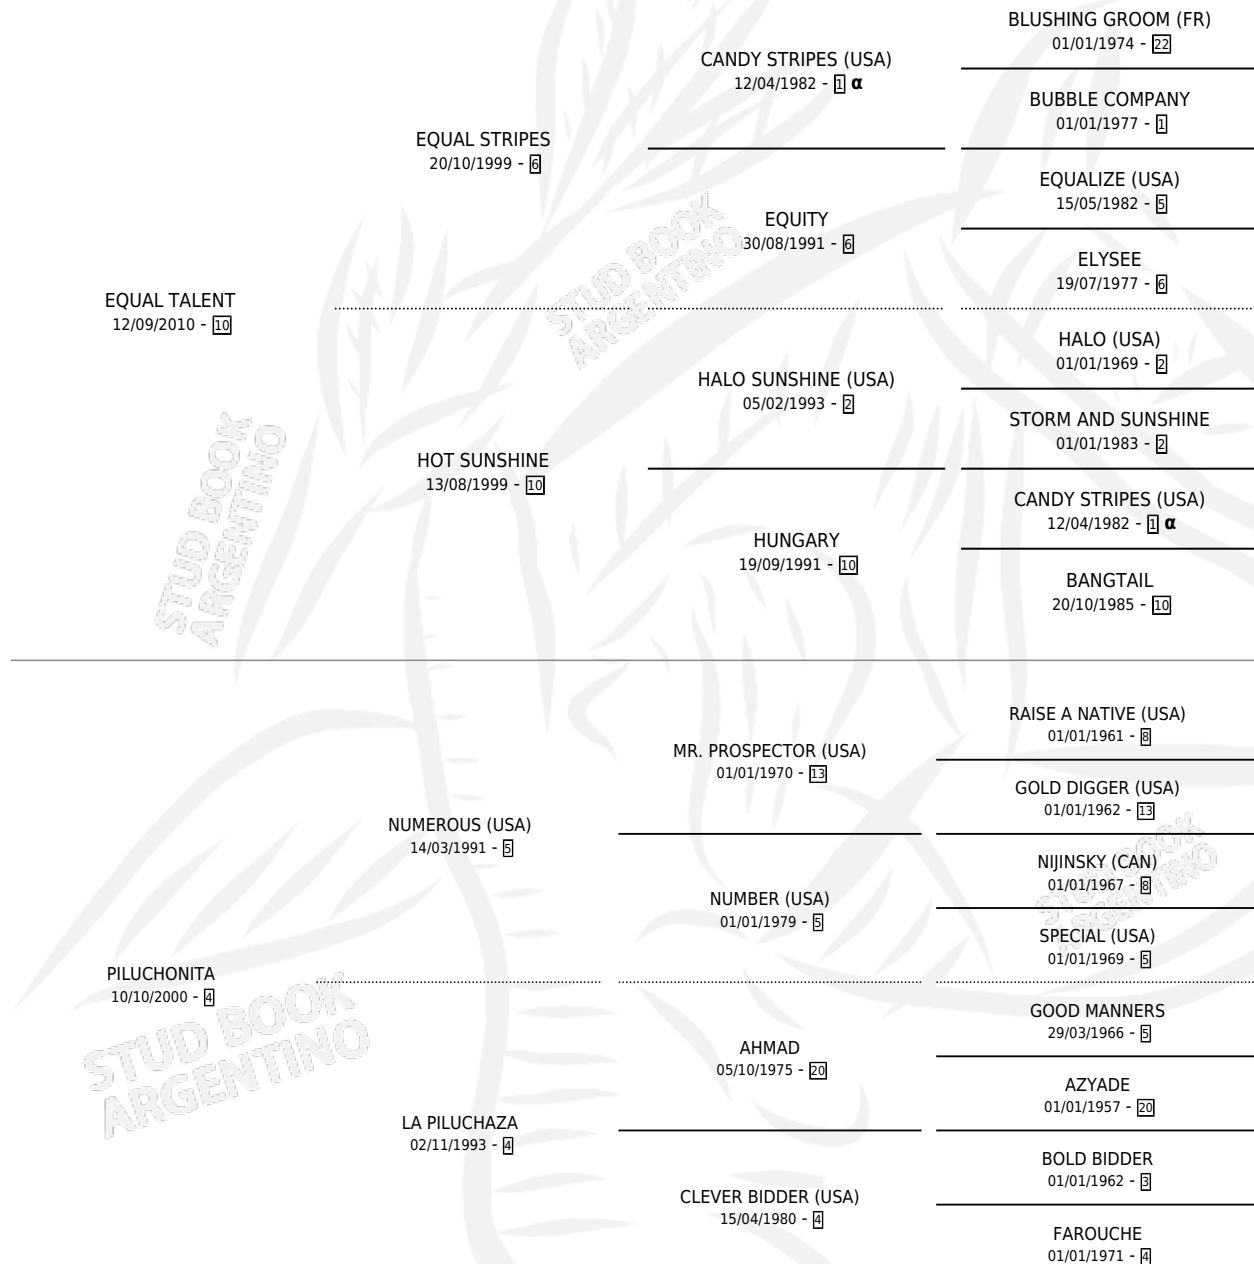 BLUSHING GROOM (FR)
01/01/1974 - 22
CANDY STRIPES (USA)
12/04/1982 - 1 α
BUBBLE COMPANY
01/01/1977 - 1
EQUAL STRIPES
20/10/1999 - 6
EQUALIZE (USA)
15/05/1982 - 5
EQUITY
30/08/1991 - 6
ELYSEE
19/07/1977 - 6
EQUAL TALENT
12/09/2010 - 10
HALO (USA)
01/01/1969 - 2
HALO SUNSHINE (USA)
05/02/1993 - 2
STORM AND SUNSHINE
01/01/1983 - 2
HOT SUNSHINE
13/08/1999 - 10
CANDY STRIPES (USA)
12/04/1982 - 1 α
HUNGARY
19/09/1991 - 10
BANGTAIL
20/10/1985 - 10
STUD BOOK
ARGENTINO
STUD BOOK
ARGENTINO
RAISE A NATIVE (USA)
01/01/1961 - 8
MR. PROSPECTOR (USA)
01/01/1970 - 13
GOLD DIGGER (USA)
01/01/1962 - 13
NUMEROUS (USA)
14/03/1991 - 5
NIJINSKY (CAN)
01/01/1967 - 8
NUMBER (USA)
01/01/1979 - 5
SPECIAL (USA)
01/01/1969 - 5
PILUCHONITA
10/10/2000 - 4
GOOD MANNERS
29/03/1966 - 5
AHMAD
05/10/1975 - 20
AZYADE
01/01/1957 - 20
LA PILUCHAZA
02/11/1993 - 4
BOLD BIDDER
01/01/1962 - 3
CLEVER BIDDER (USA)
15/04/1980 - 4
FAROUCHE
01/01/1971 - 4
STUD BOOK
ARGENTINO
STUD BOOK
ARGENTINO